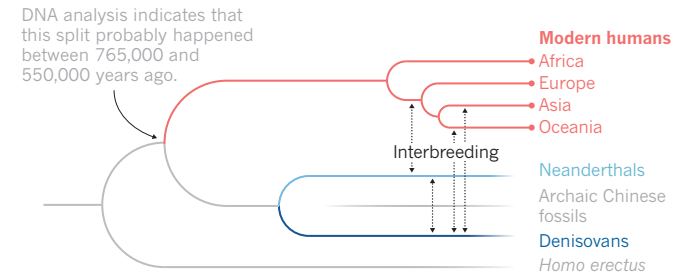 DNA analysis indicates that
this split probably happened
between 765,000 and
550,000 years ago.
Modern humans
Africa
Europe
Asia
Oceania
Interbreeding
Neanderthals
Archaic Chinese
fossils
Denisovans
Homo erectus